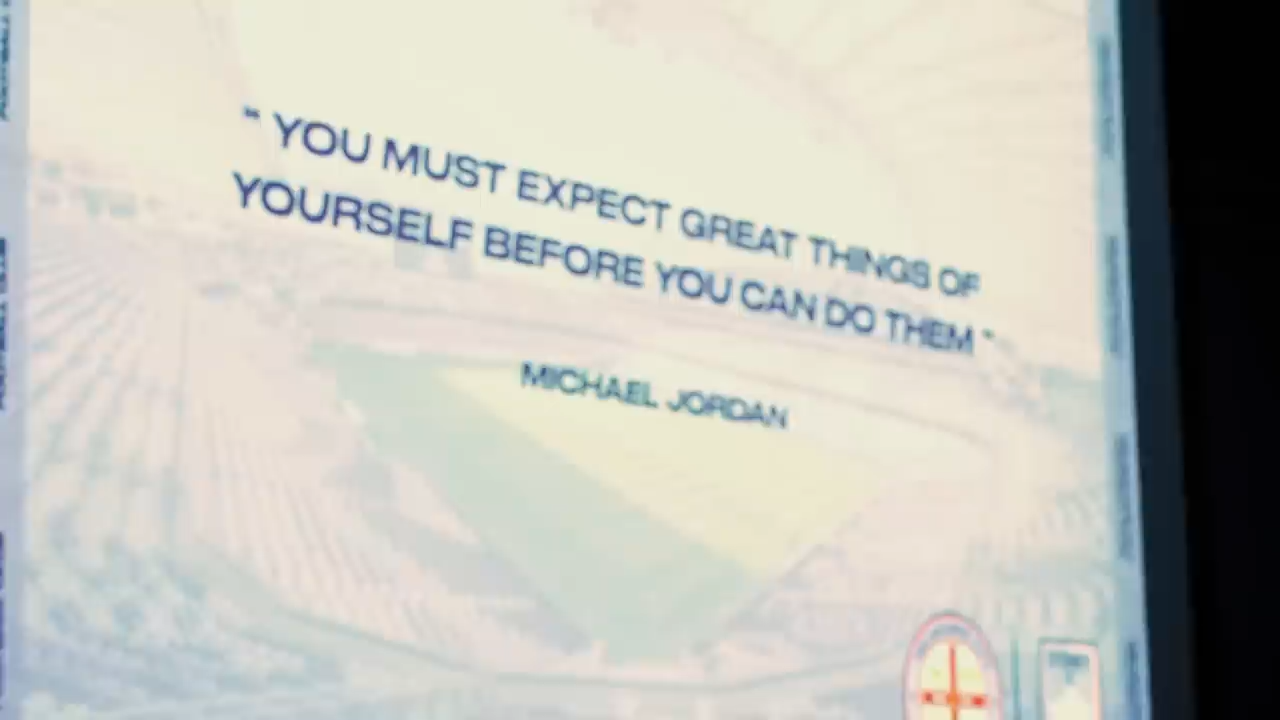 " YOU MUST EXPECT GREAT THINGS OF
YOURSELF BEFORE YOU CAN DO THEM "
MICHAEL JORDAN